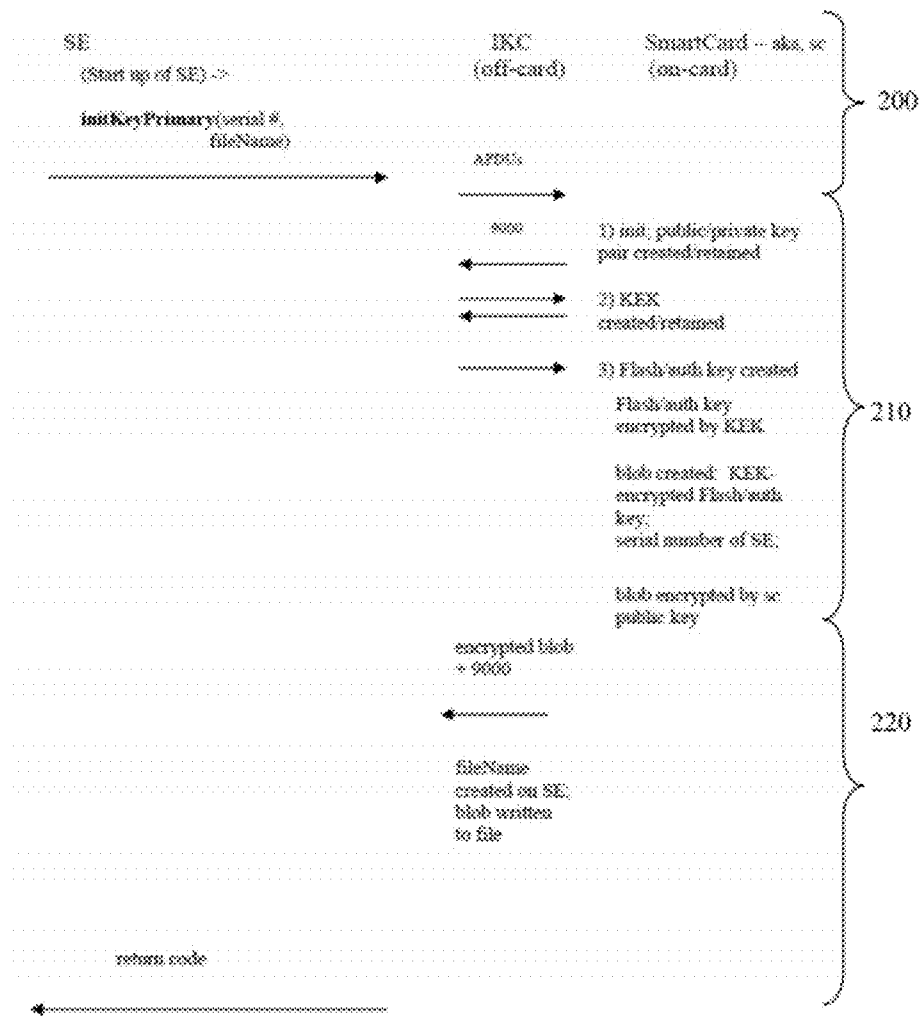 SE
IKC
(off-card)
SmartCard -- aka, sc
(on-card)
(Start up of SE) ->
initKeyPrimary(serial #,
fileName)
200
APDUs
9000
1) init; public/private key
pair created/retained
2) KEK
created/retained
3) Flash/auth key created
Flash/auth key
encrypted by KEK
210
blob created: KEK-
encrypted Flash/auth
key;
serial number of SE;
blob encrypted by sc
public key
encrypted blob
+ 9000
220
fileName
created on SE;
blob written
to file
return code